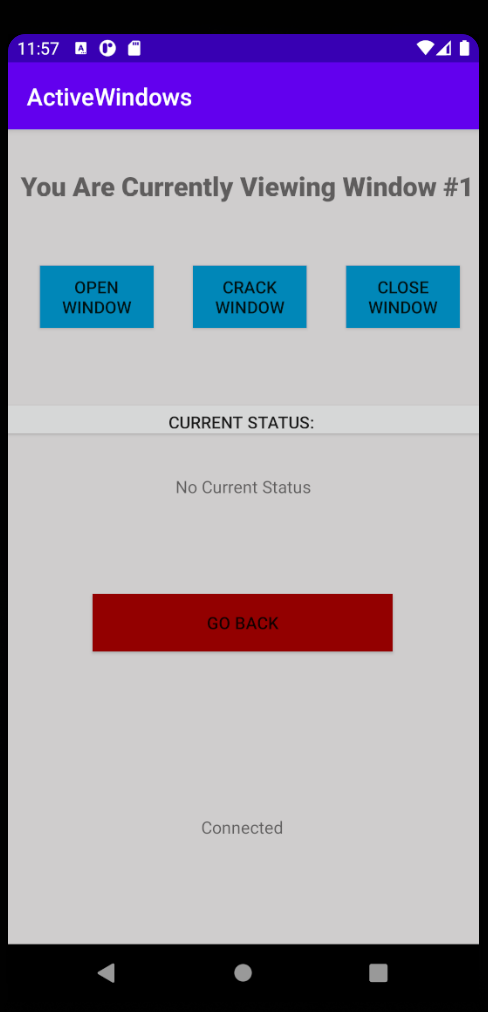 11:57
ActiveWindows
You Are Currently Viewing Window #1
OPEN
WINDOW
CRACK
WINDOW
CLOSE
WINDOW
CURRENT STATUS:
No Current Status
GO BACK
Connected